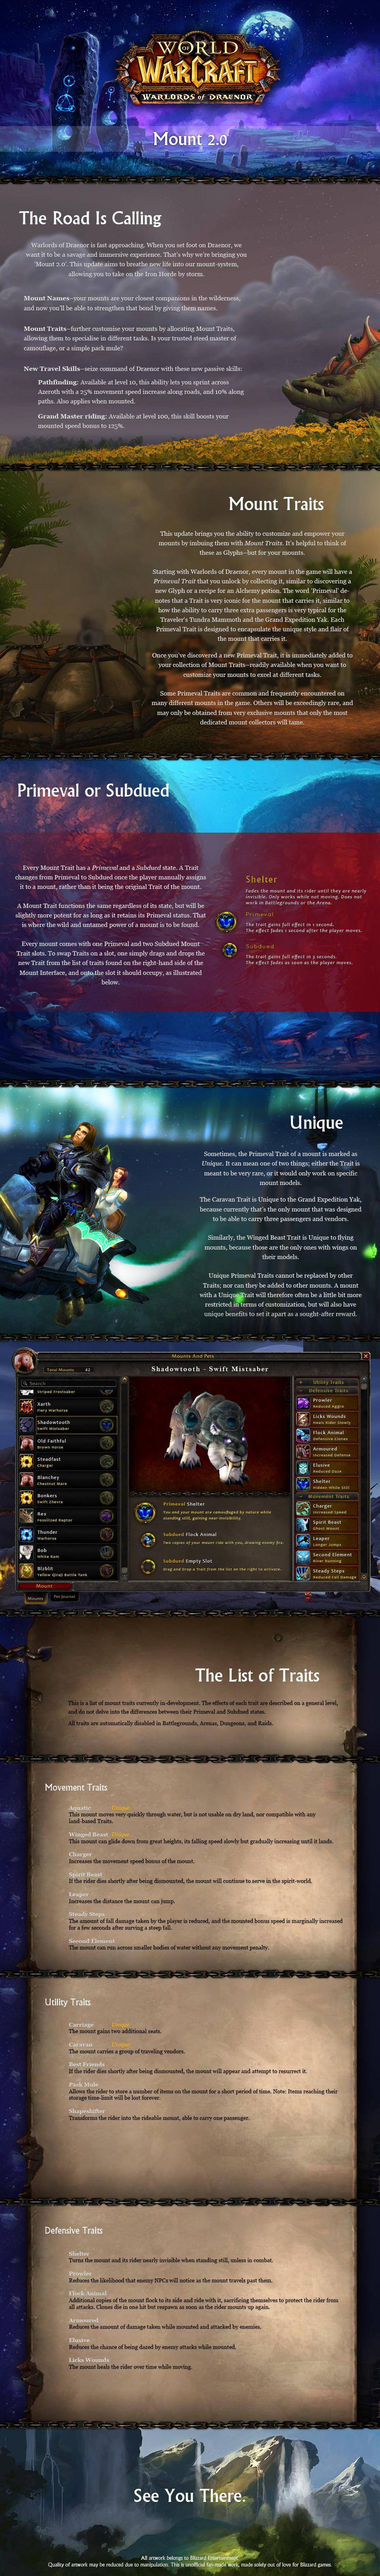 WORLD
OF
WARCRAFT
WARLORDS OF DRAENOR
Mount 2.0
The Road Is Calling
Warlords of Draenor is fast approaching. When you set foot on Draenor, we
want it to be a savage and immersive experience. That's why we're bringing you
'Mount 2.0'. This update aims to breathe new life into our mount-system,
allowing you to take on the Iron Horde by storm.
Mount Names–your mounts are your closest companions in the wilderness,
and now you'll be able to strengthen that bond by giving them names.
Mount Traits–further customise your mounts by allocating Mount Traits,
allowing them to specialise in different tasks. Is your trusted steed master of
camouflage, or a simple pack mule?
New Travel Skills–seize command of Draenor with these new passive skills:
Pathfinding: Available at level 10, this ability lets you sprint across
Azeroth with a 25% movement speed increase along roads, and 10% along
paths. Also applies when mounted.
Grand Master riding: Available at level 100, this skill boosts your
mounted speed bonus to 125%.
Mount Traits
This update brings you the ability to customize and empower your
mounts by imbuing them with Mount Traits. It's helpful to think of
these as Glyphs–but for your mounts.
Starting with Warlords of Draenor, every mount in the game will have a
Primeval Trait that you unlock by collecting it, similar to discovering a
new Glyph or a recipe for an Alchemy potion. The word 'Primeval' de-
notes that a Trait is very iconic for the mount that carries it, similar to
how the ability to carry three extra passengers is very typical for the
Traveler's Tundra Mammoth and the Grand Expedition Yak. Each
Primeval Trait is designed to encapsulate the unique style and flair of
the mount that carries it.
Once you've discovered a new Primeval Trait, it is immediately added to
your collection of Mount Traits–readily available when you want to
customize your mounts to excel at different tasks.
Some Primeval Traits are common and frequently encountered on
many different mounts in the game. Others will be exceedingly rare, and
may only be obtained from very exclusive mounts that only the most
dedicated mount collectors will tame.
Primeval or Subdued
Every Mount Trait has a Primeval and a Subdued state. A Trait
changes from Primeval to Subdued once the player manually assigns
it to a mount, rather than it being the original Trait of the mount.
A Mount Trait functions the same regardless of its state, but will be
slightly more potent for as long as it retains its Primeval status. That
is where the wild and untamed power of a mount is to be found.
Every mount comes with one Primeval and two Subdued Mount
Trait slots. To swap Traits on a slot, one simply drags and drops the
new Trait from the list of traits found on the right-hand side of the
Mount Interface, and onto the slot it should occupy, as illustrated
below.
Shelter
Fades the mount and its rider until they are nearly
invisible. Only works while not moving. Does not
work in Battlegrounds or the Arena.
Primeval
The trait gains full effect in 1 second.
The effect fades 1 second after the player moves.
Subdued
The trait gains full effect in 3 seconds.
The effect fades as soon as the player moves.
Unique
Sometimes, the Primeval Trait of a mount is marked as
Unique. It can mean one of two things; either the Trait is
meant to be very rare, or it would only work on specific
mount models.
The Caravan Trait is Unique to the Grand Expedition Yak,
because currently that's the only mount that was designed
to be able to carry three passengers and vendors.
Similarly, the Winged Beast Trait is Unique to flying
mounts, because those are the only ones with wings on
their models.
Unique Primeval Traits cannot be replaced by other
Traits; nor can they be added to other mounts. A mount
with a Unique Trait will therefore often be a little bit more
restricted in terms of customization, but will also have
unique benefits to set it apart as a sought-after reward.
Mounts And Pets
Total Mounts 42
Shadowtooth - Swift Mistsaber
Search
Striped Frostsaber
Xarth
Fiery Warhorse
Shadowtooth
Swift Mistsaber
Old Faithful
Brown Horse
Steadfast
Charger
Blanchey
Chestnut Mare
Bonkers
Swift Zhevra
Rex
Fossilized Raptor
Thunder
Warhorse
Bob
White Ram
Blzblit
Yellow Qiraji Battle Tank
Utility Traits
Defensive Traits
Prowler
Reduced Aggro
Licks Wounds
Heals Rider Slowly
Flock Animal
Defensive Clones
Armoured
Increased Defense
Elusive
Reduced Daze
Shelter
Hidden While Still
Movement Traits
Charger
Increased Speed
Spirit Beast
Ghost Mount
Leaper
Longer Jumps
Second Element
River Running
Steady Steps
Reduced Fall Damage
Primeval Shelter
You and your mount are camouflaged by nature while
standing still, gaining near invisibility.
Subdued Flock Animal
Two copies of your mount ride with you, drawing enemy fire.
Subdued Empty Slot
Drag and Drop a Trait from the list on the right to activate.
Mount
Mounts
Pet Journal
The List of Traits
This is a list of mount traits currently in-development. The effects of each trait are described on a general level,
and do not delve into the differences between their Primeval and Subdued states.
All traits are automatically disabled in Battlegrounds, Arenas, Dungeons, and Raids.
Movement Traits
Aquatic Unique
This mount moves very quickly through water, but is not usable on dry land, nor compatible with any
land-based Traits.
Winged Beast Unique
This mount can glide down from great heights, its falling speed slowly but gradually increasing until it lands.
Charger
Increases the movement speed bonus of the mount.
Spirit Beast
If the rider dies shortly after being dismounted, the mount will continue to serve in the spirit-world.
Leaper
Increases the distance the mount can jump.
Steady Steps
The amount of fall damage taken by the player is reduced, and the mounted speed bonus is marginally increased
for a few seconds after surviving a steep fall.
Second Element
The mount can run across smaller bodies of water without any movement penalty.
Utility Traits
Carriage Unique
The mount gains two additional seats.
Caravan Unique
The mount carries a group of traveling vendors.
Best Friends
If the rider dies shortly after being dismounted, the mount will appear and attempt to resurrect it.
Pack Mule
Allows the rider to store a number of items on the mount for a short period of time. Note: Items reaching their
storage time-limit will be lost forever.
Shapeshifter
Transforms the rider into the rideable mount, able to carry one passenger.
Defensive Traits
Shelter
Turns the mount and its rider nearly invisible when standing still, unless in combat.
Prowler
Reduces the likelihood that enemy NPCs will notice as the mount travels past them.
Flock Animal
Additional copies of the mount flock to its side and ride with it, sacrificing themselves to protect the rider from
all attacks. Clones die in one hit but respawn as soon as the rider mounts up again.
Armoured
Reduces the amount of damage taken while mounted and attacked by enemies.
Elusive
Reduces the chance of being dazed by enemy attacks while mounted.
Licks Wounds
The mount heals the rider over time while moving.
See You There.
All artwork belongs to Blizzard Entertainment.
Quality of artwork may be reduced due to manipulation. This is unofficial fan made work, made solely out of love for Blizzard games.